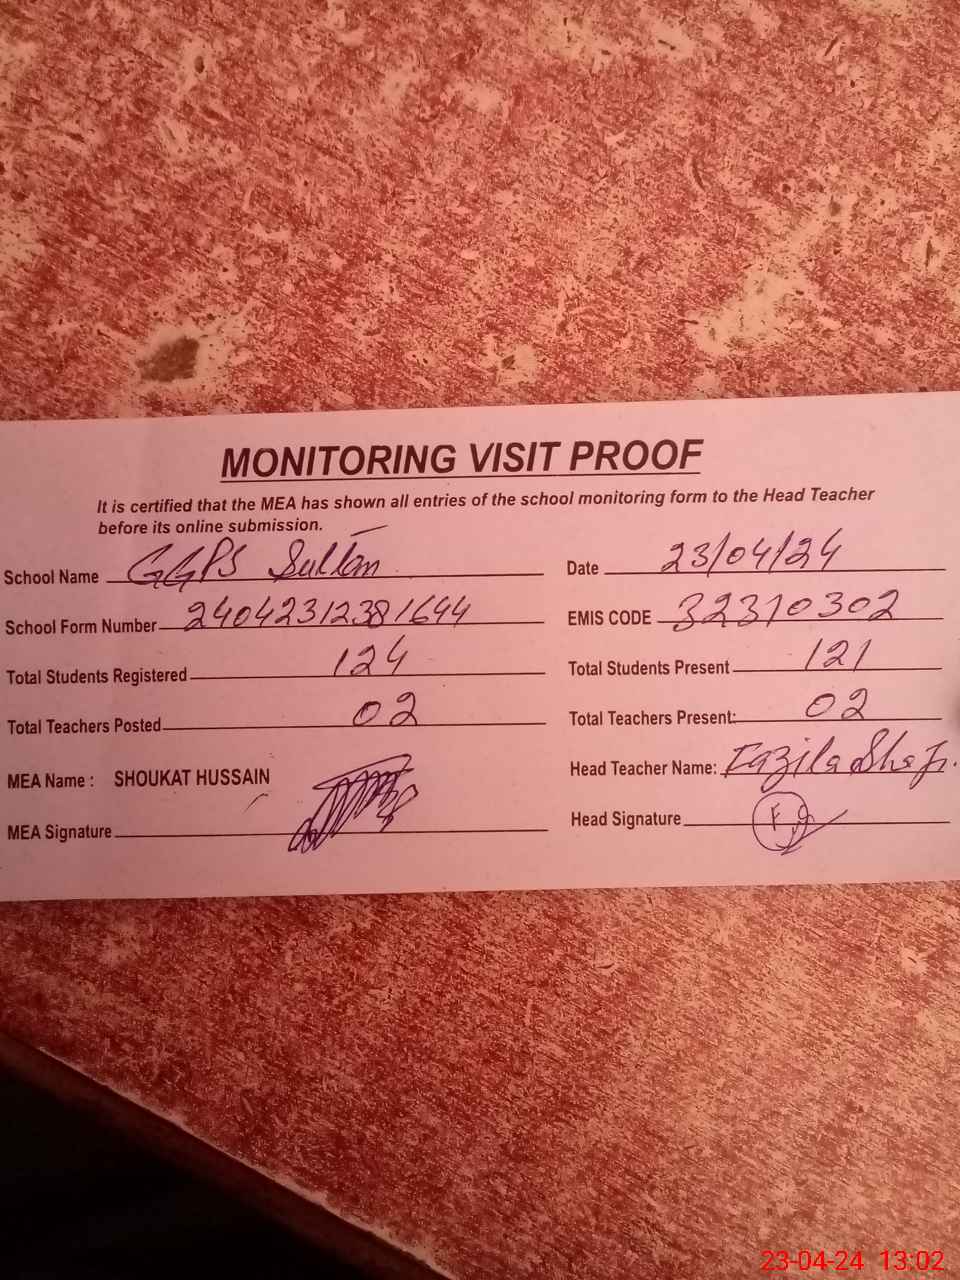 MONITORING VISIT PROOF
It is certified that the MEA has shown all entries of the school monitoring form to the Head Teacher
before its online submission.
School Name GGPS Sultan Date 23/04/24
School Form Number 24042312381644 EMIS CODE 32310302
Total Students Registered 124 Total Students Present 121
Total Teachers Posted 02 Total Teachers Present: 02
MEA Name : SHOUKAT HUSSAIN Head Teacher Name: Fazila
MEA Signature Head Signature
23-04-24 13:02